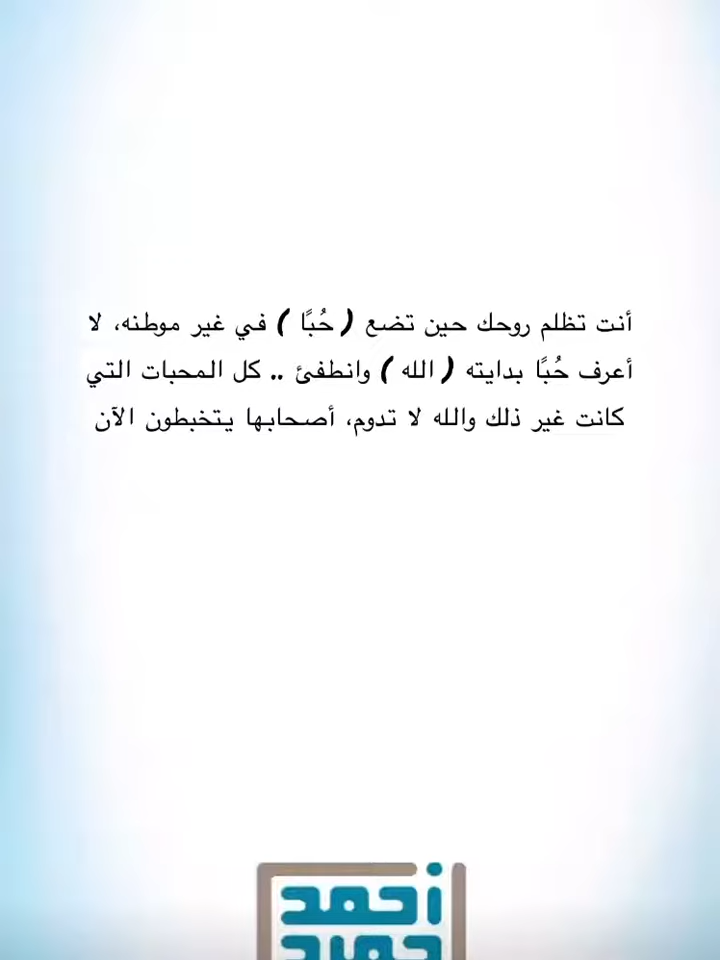 أنت تظلم روحك حين تضع ( حُبًا ) في غير موطنه، لا
أعرف حُبًا بدايته ( الله ) وانطفئ .. كل المحبات التي
كانت غير ذلك والله لا تدوم، أصحابها يتخبطون الآن
أحمد